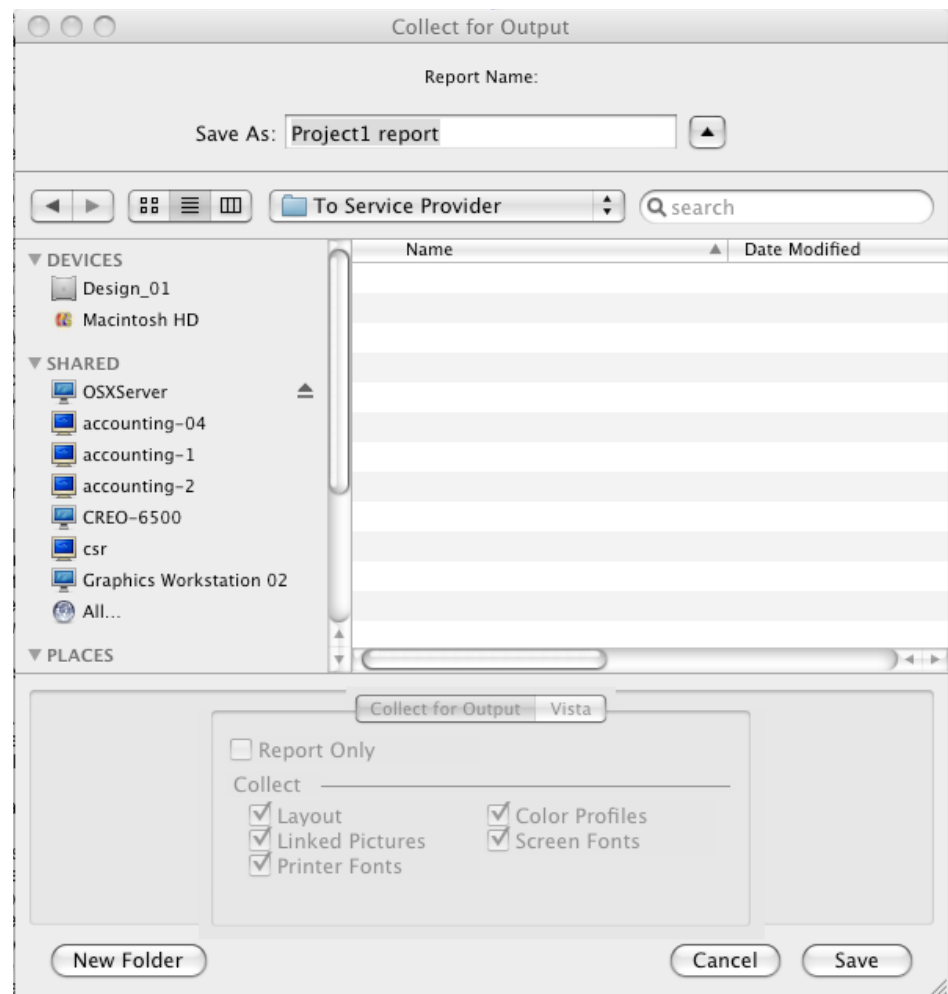 Collect for Output
Report Name:
Save As: Project1 report
To Service Provider
search
Name Date Modified
DEVICES
Design_01
Macintosh HD
SHARED
OSXServer
accounting-04
accounting-1
accounting-2
CREO-6500
csr
Graphics Workstation 02
All...
PLACES
Collect for Output Vista
Report Only
Collect
Layout Color Profiles
Linked Pictures Screen Fonts
Printer Fonts
New Folder Cancel Save